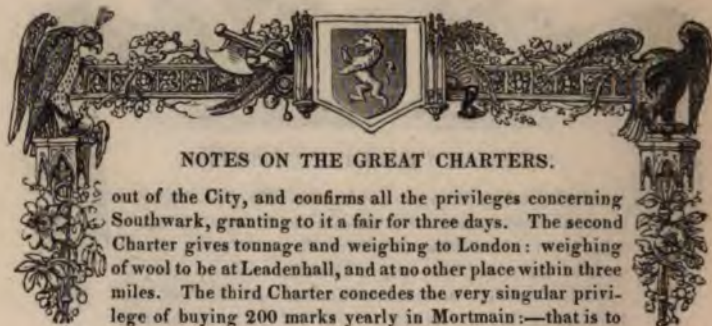 NOTES ON THE GREAT CHARTERS.
out of the City, and confirms all the privileges concerning
Southwark, granting to it a fair for three days. The second
Charter gives tonnage and weighing to London: weighing
of wool to be at Leadenhall, and at no other place within three
miles. The third Charter concedes the very singular privi-
lege of buying 200 marks yearly in Mortmain;—that is to